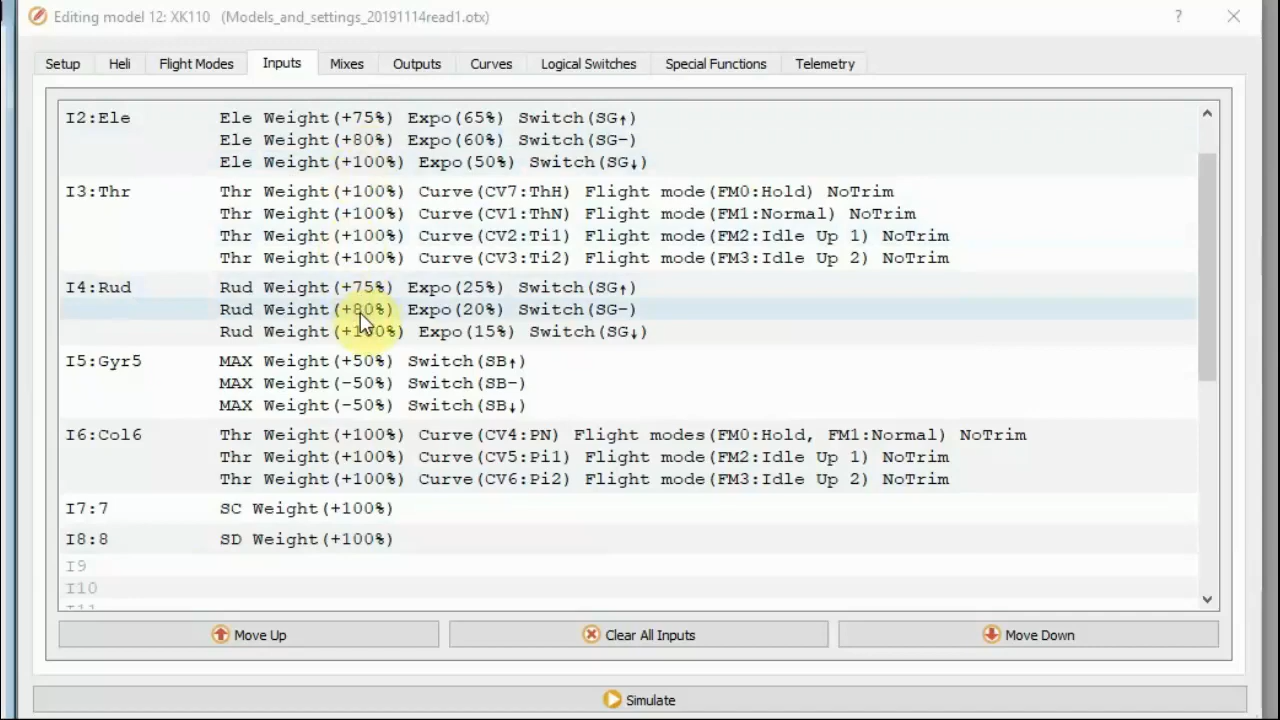 Editing model 12: XK110 (Models_and_settings_20191114read1.otx)
?
Setup Heli Flight Modes Inputs Mixes Outputs Curves Logical Switches Special Functions Telemetry
I2:Ele Ele Weight(+75%) Expo(65%) Switch(SG↑)
Ele Weight(+80%) Expo(60%) Switch(SG-)
Ele Weight(+100%) Expo(50%) Switch(SG↓)
I3:Thr Thr Weight(+100%) Curve(CV7:ThH) Flight mode(FM0:Hold) NoTrim
Thr Weight(+100%) Curve(CV1:ThN) Flight mode(FM1:Normal) NoTrim
Thr Weight(+100%) Curve(CV2:Ti1) Flight mode(FM2:Idle Up 1) NoTrim
Thr Weight(+100%) Curve(CV3:Ti2) Flight mode(FM3:Idle Up 2) NoTrim
I4:Rud Rud Weight(+75%) Expo(25%) Switch(SG↑)
Rud Weight(+80%) Expo(20%) Switch(SG-)
Rud Weight(+100%) Expo(15%) Switch(SG↓)
I5:Gyr5 MAX Weight(+50%) Switch(SB↑)
MAX Weight(-50%) Switch(SB-)
MAX Weight(-50%) Switch(SB↓)
I6:Col6 Thr Weight(+100%) Curve(CV4:PN) Flight modes(FM0:Hold, FM1:Normal) NoTrim
Thr Weight(+100%) Curve(CV5:Pi1) Flight mode(FM2:Idle Up 1) NoTrim
Thr Weight(+100%) Curve(CV6:Pi2) Flight mode(FM3:Idle Up 2) NoTrim
I7:7 SC Weight(+100%)
I8:8 SD Weight(+100%)
I9
I10
I11
Move Up Clear All Inputs Move Down
Simulate